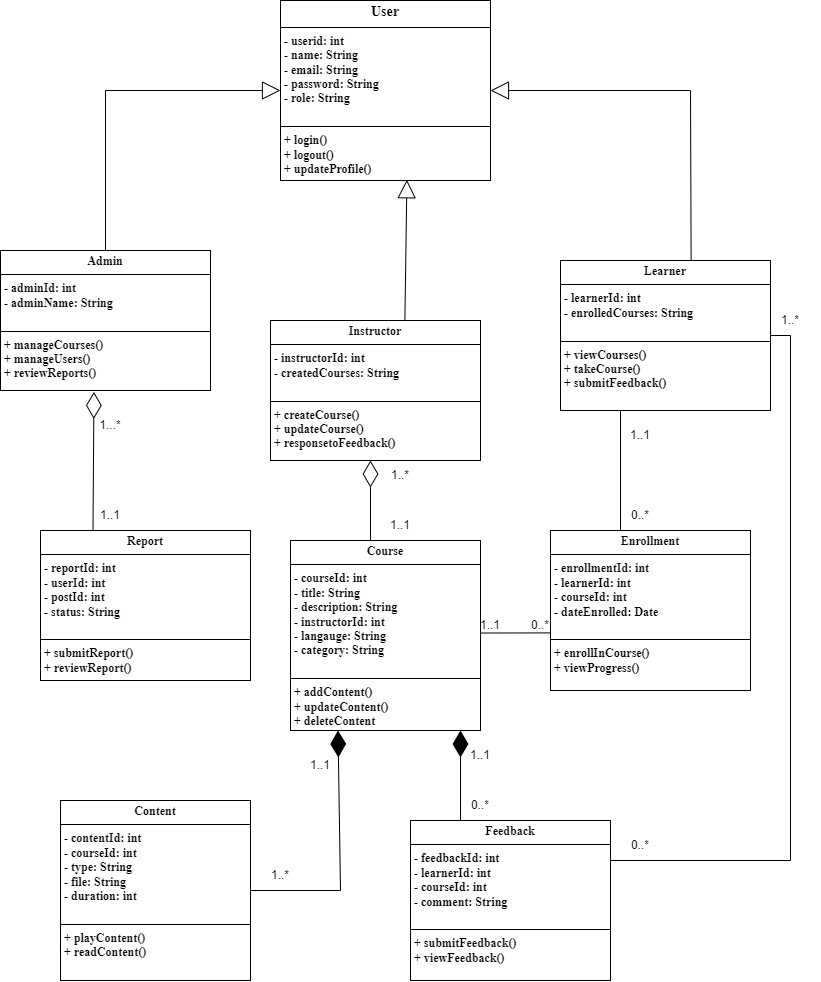 User
- userid: int
- name: String
- email: String
- password: String
- role: String
+ login()
+ logout()
+ updateProfile()
Admin
- adminId: int
- adminName: String
+ manageCourses()
+ manageUsers()
+ reviewReports()
Learner
- learnerId: int
- enrolledCourses: String
+ viewCourses()
+ takeCourse()
+ submitFeedback()
1..*
Instructor
- instructorId: int
- createdCourses: String
+ createCourse()
+ updateCourse()
+ responsetoFeedback()
1...*
1..1
1..*
1..1
1..1
0..*
Report
- reportId: int
- userId: int
- postId: int
- status: String
+ submitReport()
+ reviewReport()
Course
- courseId: int
- title: String
- description: String
- instructorId: int
- langauge: String
- category: String
+ addContent()
+ updateContent()
+ deleteContent
1..1
0..*
Enrollment
- enrollmentId: int
- learnerId: int
- courseId: int
- dateEnrolled: Date
+ enrollInCourse()
+ viewProgress()
1..1
1..*
1..1
0..*
0..*
Content
- contentId: int
- courseId: int
- type: String
- file: String
- duration: int
+ playContent()
+ readContent()
Feedback
- feedbackId: int
- learnerId: int
- courseId: int
- comment: String
+ submitFeedback()
+ viewFeedback()